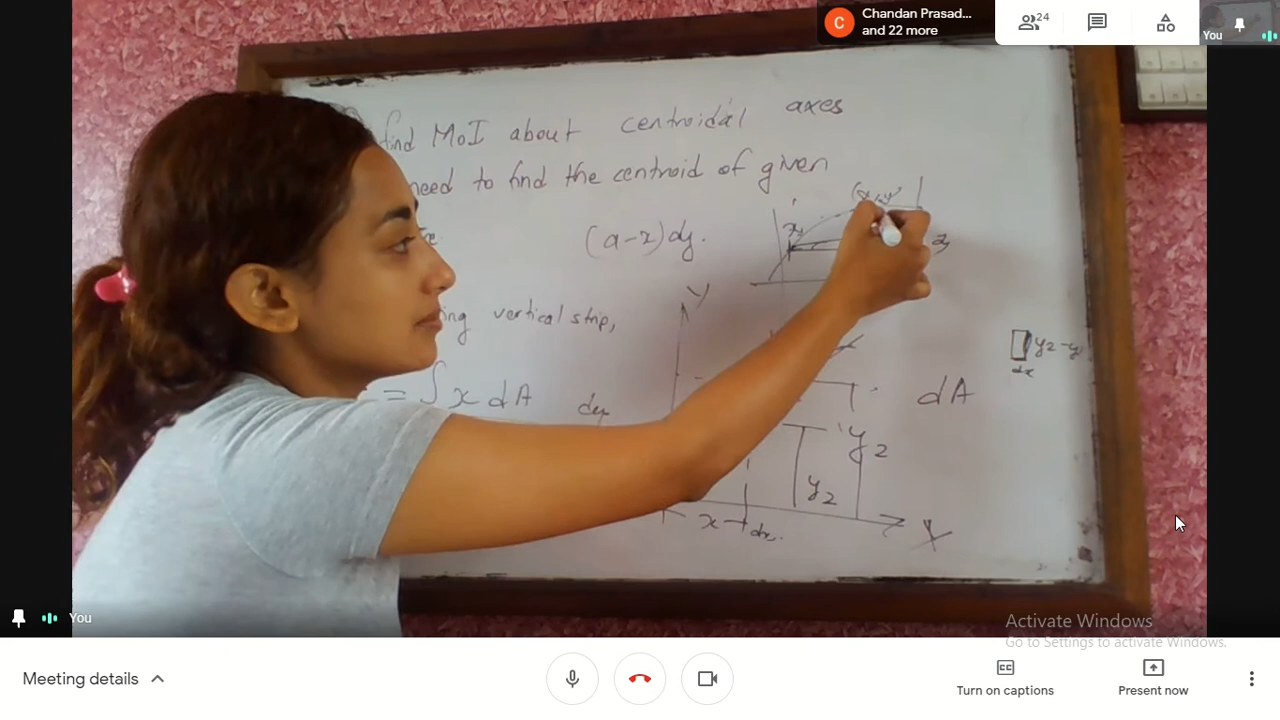 Chandan Prasad...
and 22 more
C
24
You
find MoI about centroidal axes
need to find the centroid of given
(a-x)dy.
vertical strip,
= ∫ x dA
dy
Y
dA
y2
y2
x
dx
X
y2-y
dx
You
Activate Windows
Go to Settings to activate Windows.
Meeting details
Turn on captions
Present now